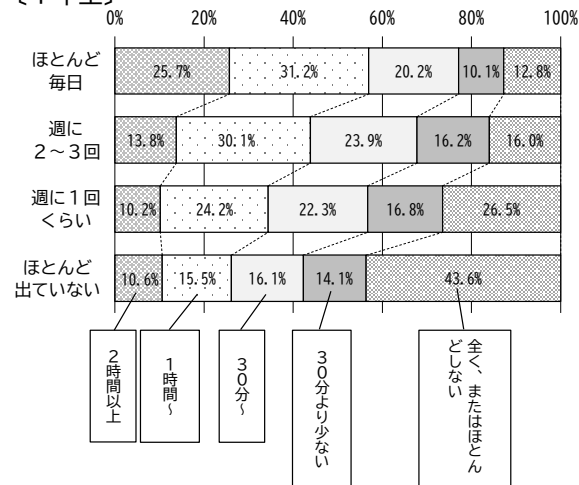 0% 20% 40% 60% 80% 100%
ほとんど
毎日
25.7% 31.2% 20.2% 10.1% 12.8%
週に
2～3回
13.8% 30.1% 23.9% 16.2% 16.0%
週に1回
くらい
10.2% 24.2% 22.3% 16.8% 26.5%
ほとんど
出ていない
10.6% 15.5% 16.1% 14.1% 43.6%
2時間以上
1時間～
30分～
30分より少ない
全く、またはほとん
どしない